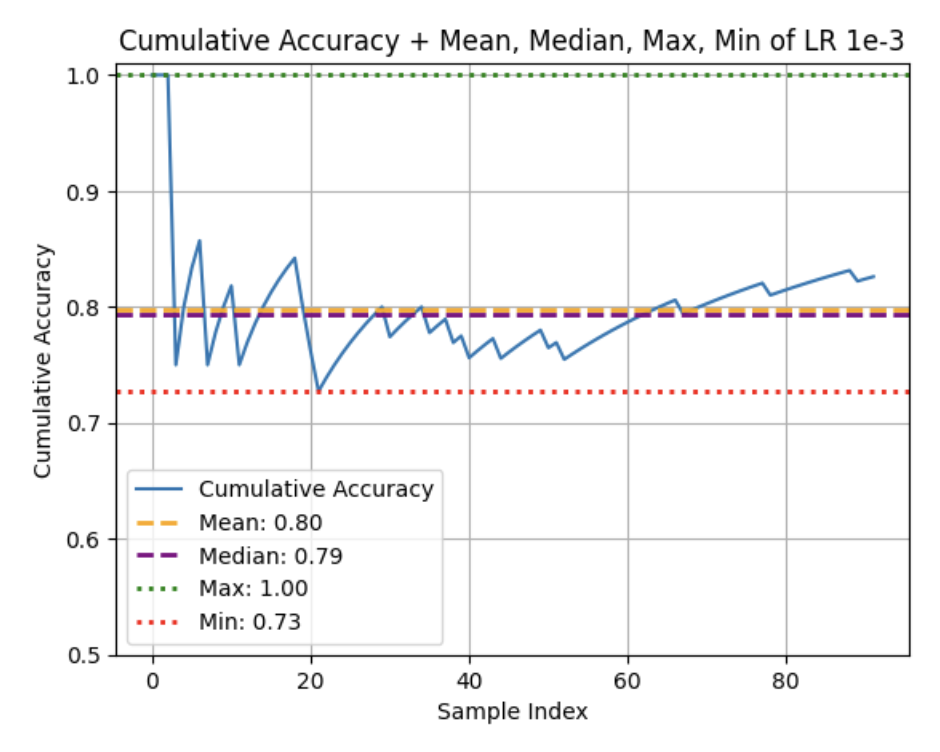 Cumulative Accuracy + Mean, Median, Max, Min of LR 1e-3
1.0
0.9
0.8
0.7
0.6
0.5
Cumulative Accuracy
Cumulative Accuracy
Mean: 0.80
Median: 0.79
Max: 1.00
Min: 0.73
0
20
40
60
80
Sample Index